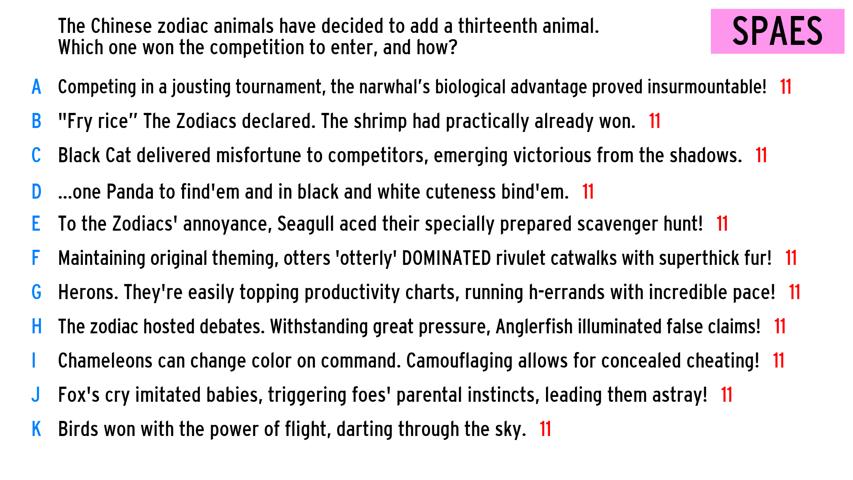 The Chinese zodiac animals have decided to add a thirteenth animal.
Which one won the competition to enter, and how?
SPAES
A Competing in a jousting tournament, the narwhal's biological advantage proved insurmountable! 11
B "Fry rice” The Zodiacs declared. The shrimp had practically already won. 11
C Black Cat delivered misfortune to competitors, emerging victorious from the shadows. 11
D ...one Panda to find'em and in black and white cuteness bind'em. 11
E To the Zodiacs' annoyance, Seagull aced their specially prepared scavenger hunt! 11
F Maintaining original theming, otters 'otterly' DOMINATED rivulet catwalks with superthick fur! 11
G Herons. They're easily topping productivity charts, running h-errands with incredible pace! 11
H The zodiac hosted debates. Withstanding great pressure, Anglerfish illuminated false claims! 11
I Chameleons can change color on command. Camouflaging allows for concealed cheating! 11
J Fox's cry imitated babies, triggering foes' parental instincts, leading them astray! 11
K Birds won with the power of flight, darting through the sky. 11